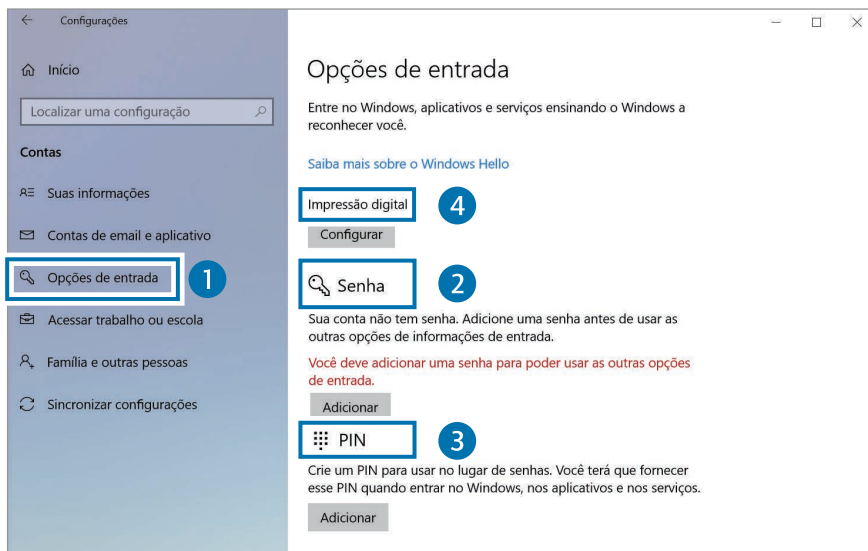 Configurações
Início
Localizar uma configuração
Contas
Suas informações
Contas de email e aplicativo
Opções de entrada
1
Acessar trabalho ou escola
Família e outras pessoas
Sincronizar configurações
Opções de entrada
Entre no Windows, aplicativos e serviços ensinando o Windows a
reconhecer você.
Saiba mais sobre o Windows Hello
Impressão digital
4
Configurar
Senha
2
Sua conta não tem senha. Adicione uma senha antes de usar as
outras opções de informações de entrada.
Você deve adicionar uma senha para poder usar as outras opções
de entrada.
Adicionar
PIN
3
Crie um PIN para usar no lugar de senhas. Você terá que fornecer
esse PIN quando entrar no Windows, nos aplicativos e nos serviços.
Adicionar